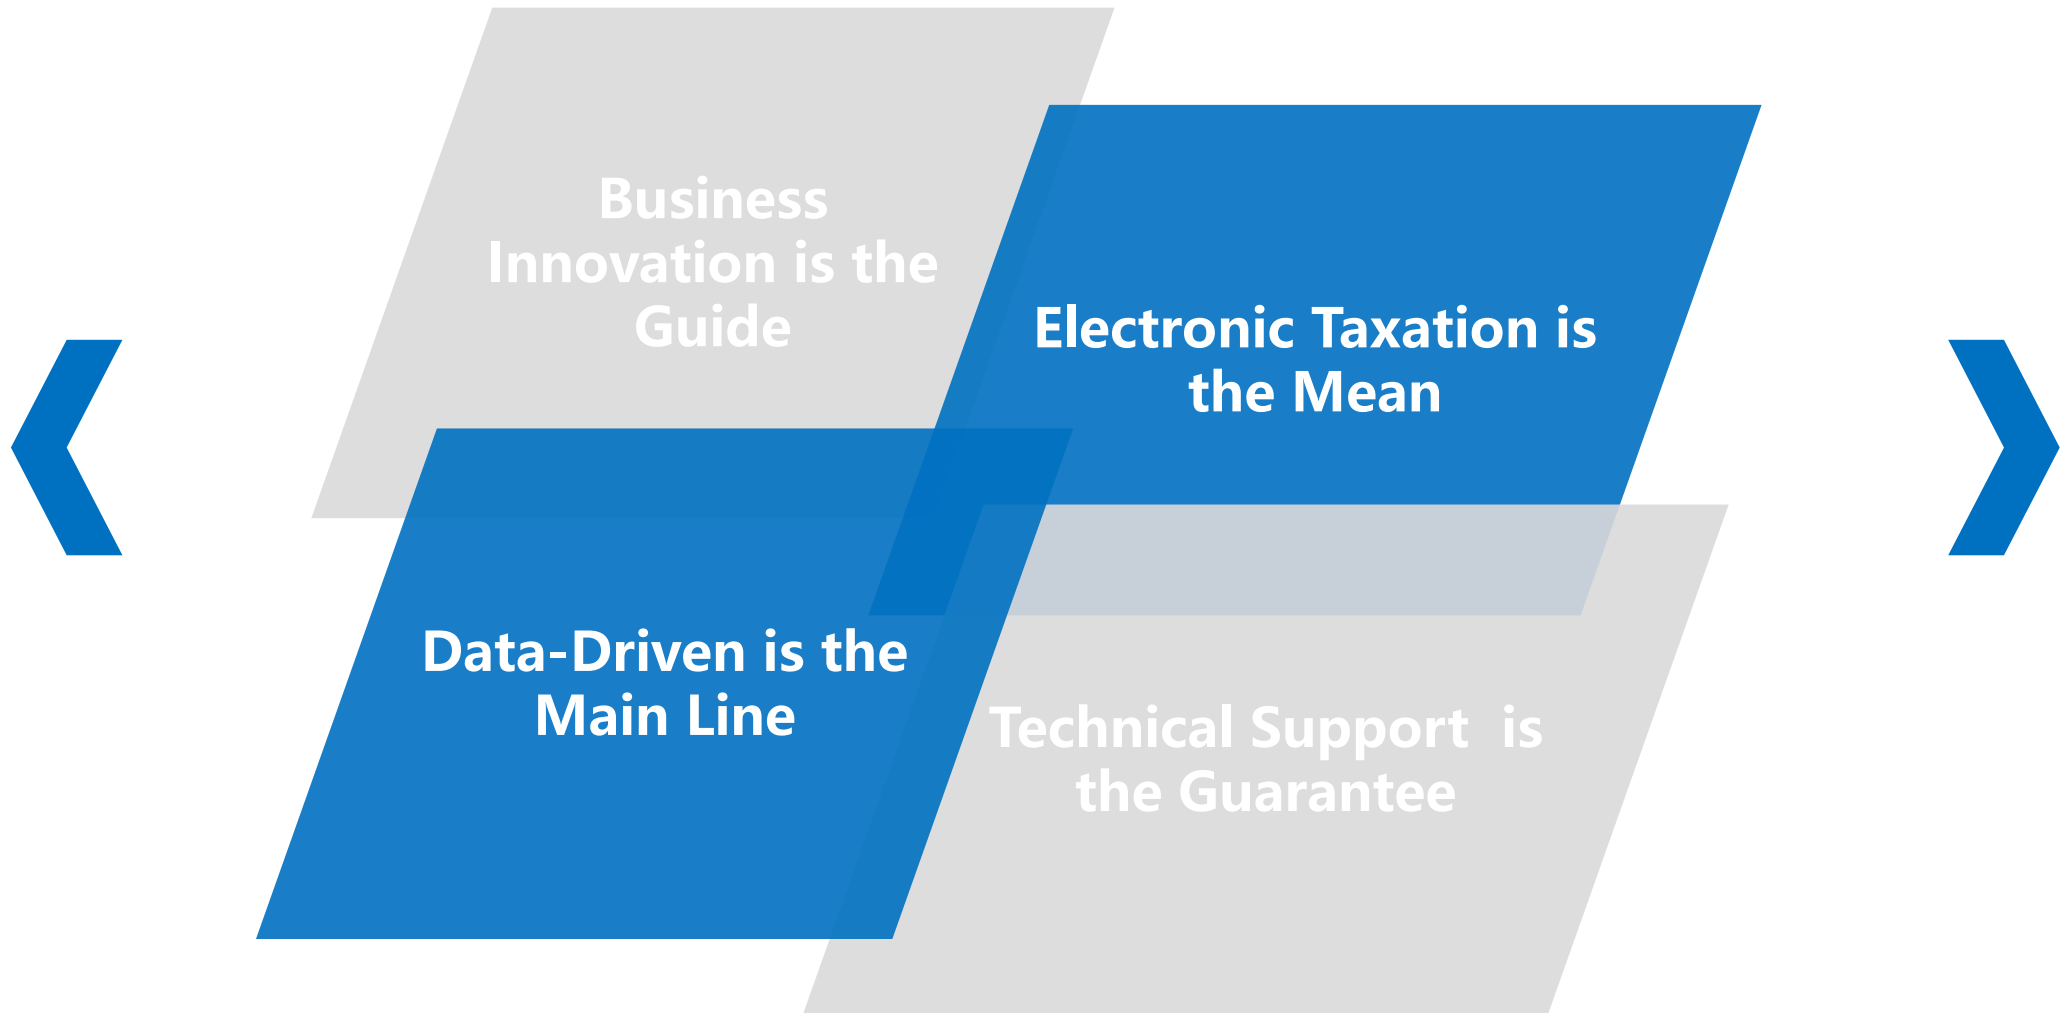 Business
Innovation is the
Guide
Electronic Taxation is
the Mean
Data-Driven is the
Main Line
Technical Support  is
the Guarantee